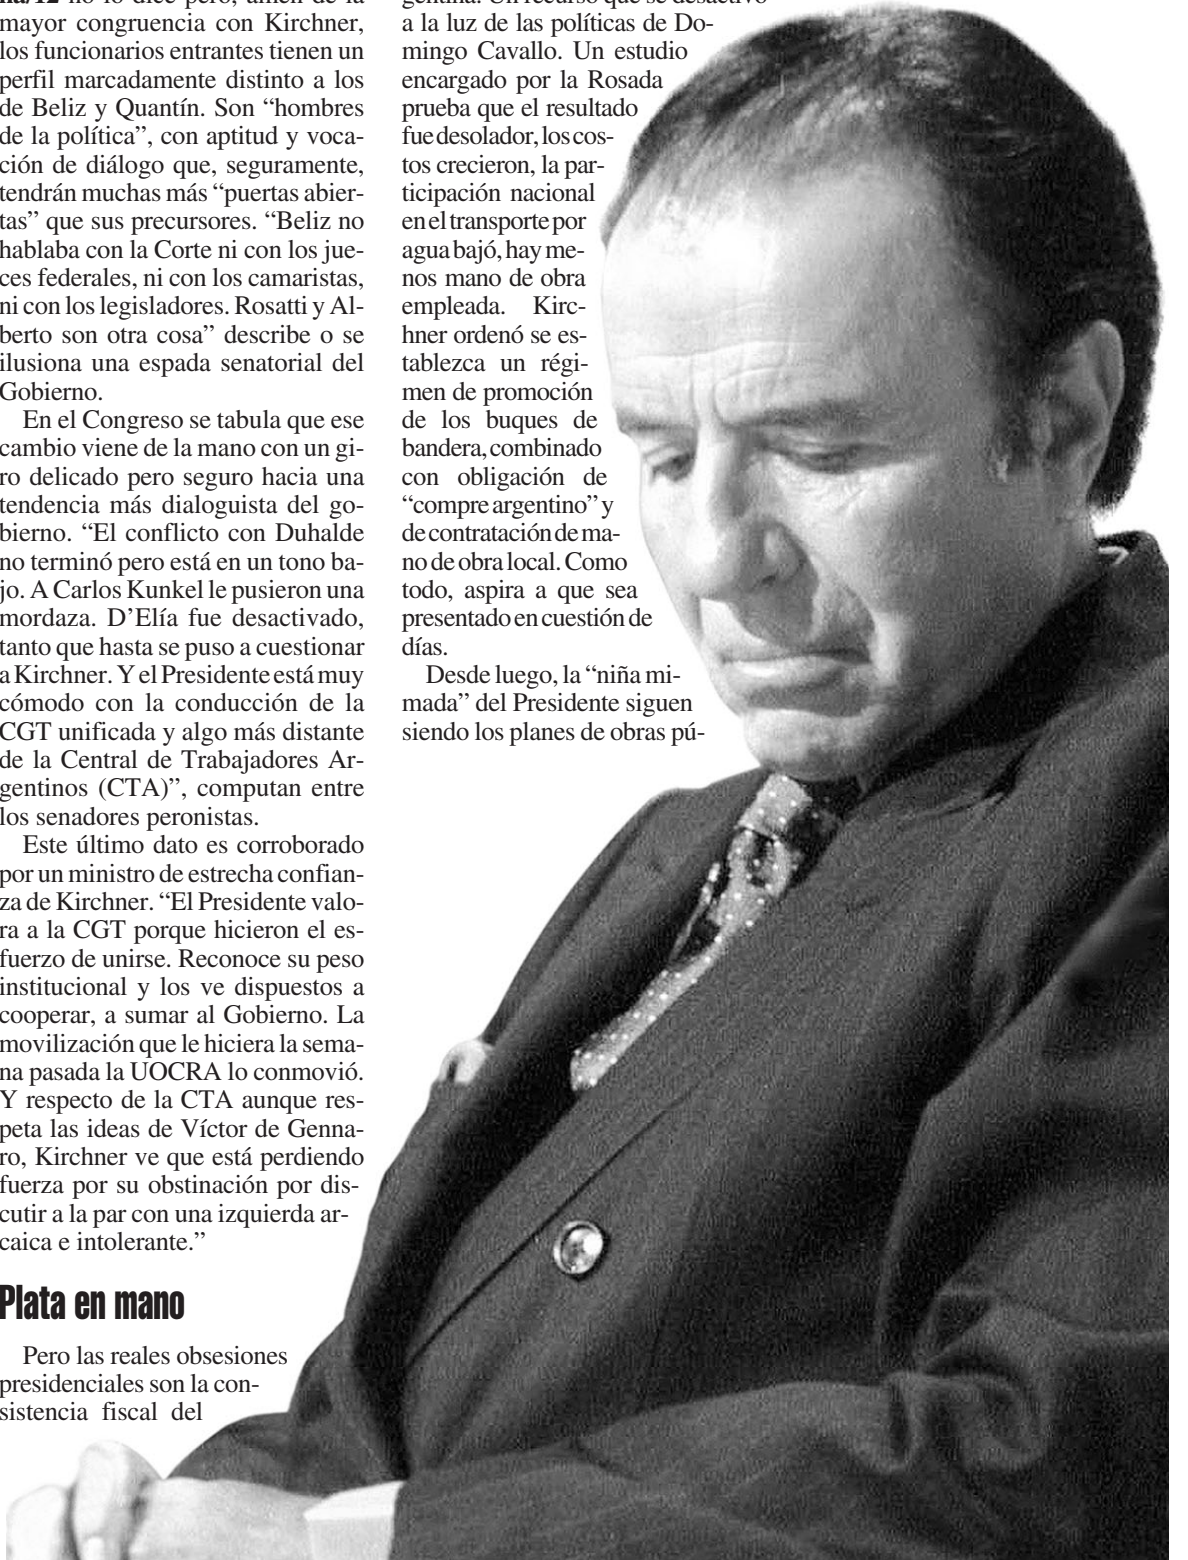 na/12 no lo dice pero, amén de la
mayor congruencia con Kirchner,
los funcionarios entrantes tienen un
perfil marcadamente distinto a los
de Beliz y Quantín. Son “hombres
de la política”, con aptitud y voca-
ción de diálogo que, seguramente,
tendrán muchas más “puertas abier-
tas” que sus precursores. “Beliz no
hablaba con la Corte ni con los jue-
ces federales, ni con los camaristas,
ni con los legisladores. Rosatti y Al-
berto son otra cosa” describe o se
ilusiona una espada senatorial del
Gobierno.
En el Congreso se tabula que ese
cambio viene de la mano con un gi-
ro delicado pero seguro hacia una
tendencia más dialoguista del go-
bierno. “El conflicto con Duhalde
no terminó pero está en un tono ba-
jo. A Carlos Kunkel le pusieron una
mordaza. D’Elía fue desactivado,
tanto que hasta se puso a cuestionar
a Kirchner. Y el Presidente está muy
cómodo con la conducción de la
CGT unificada y algo más distante
de la Central de Trabajadores Ar-
gentinos (CTA)”, computan entre
los senadores peronistas.
Este último dato es corroborado
por un ministro de estrecha confian-
za de Kirchner. “El Presidente valo-
ra a la CGT porque hicieron el es-
fuerzo de unirse. Reconoce su peso
institucional y los ve dispuestos a
cooperar, a sumar al Gobierno. La
movilización que le hiciera la sema-
na pasada la UOCRA lo conmovió.
Y respecto de la CTA aunque res-
peta las ideas de Víctor de Genna-
ro, Kirchner ve que está perdiendo
fuerza por su obstinación por dis-
cutir a la par con una izquierda ar-
caica e intolerante.”
Plata en mano
Pero las reales obsesiones
presidenciales son la con-
sistencia fiscal del
gentina. Un recurso que se desactivó
a la luz de las políticas de Do-
mingo Cavallo. Un estudio
encargado por la Rosada
prueba que el resultado
fue desolador, los cos-
tos crecieron, la par-
ticipación nacional
en el transporte por
agua bajó, hay me-
nos mano de obra
empleada. Kirc-
hner ordenó se es-
tablezca un régi-
men de promoción
de los buques de
bandera, combinado
con obligación de
“compre argentino” y
de contratación de ma-
no de obra local. Como
todo, aspira a que sea
presentado en cuestión de
días.
Desde luego, la “niña mi-
mada” del Presidente siguen
siendo los planes de obras pú-